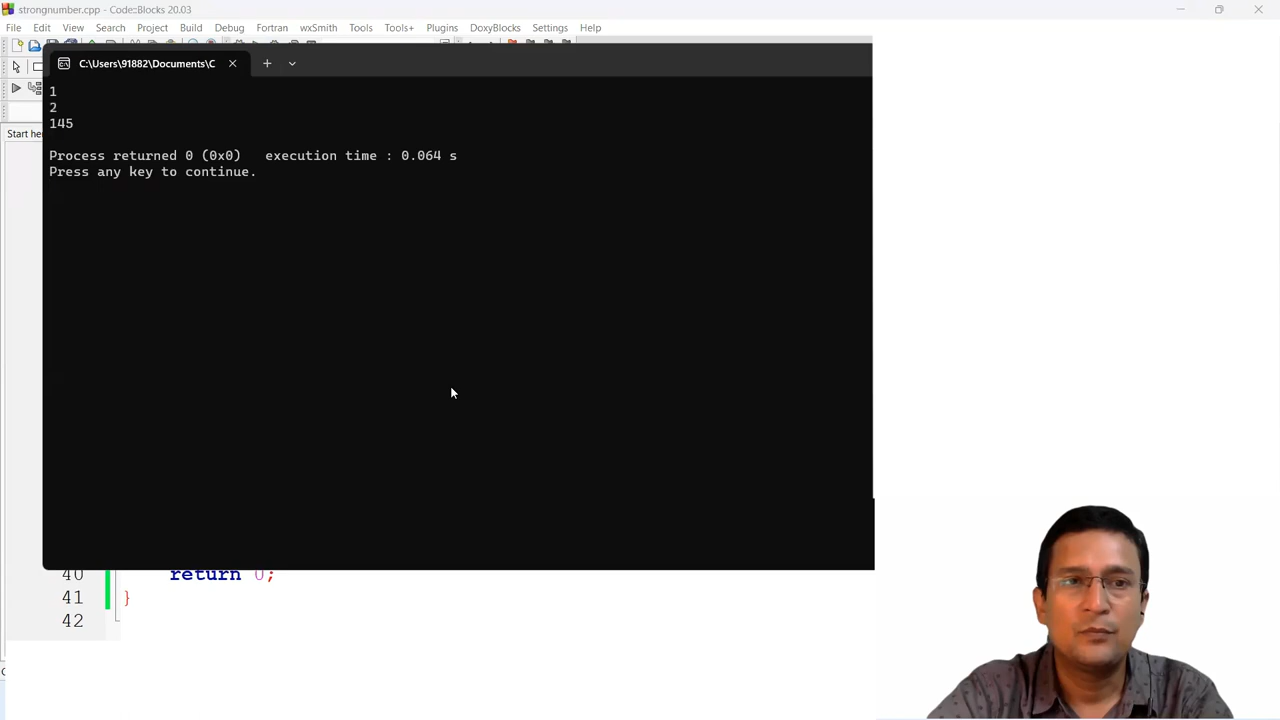 strongnumber.cpp - Code::Blocks 20.03
File Edit View Search Project Build Debug Fortran wxSmith Tools Tools+ Plugins DoxyBlocks Settings Help
C:\Users\91882\Documents\C
1
2
145
Start he
Process returned 0 (0x0)   execution time : 0.064 s
Press any key to continue.
40 return 0;
41 }
42